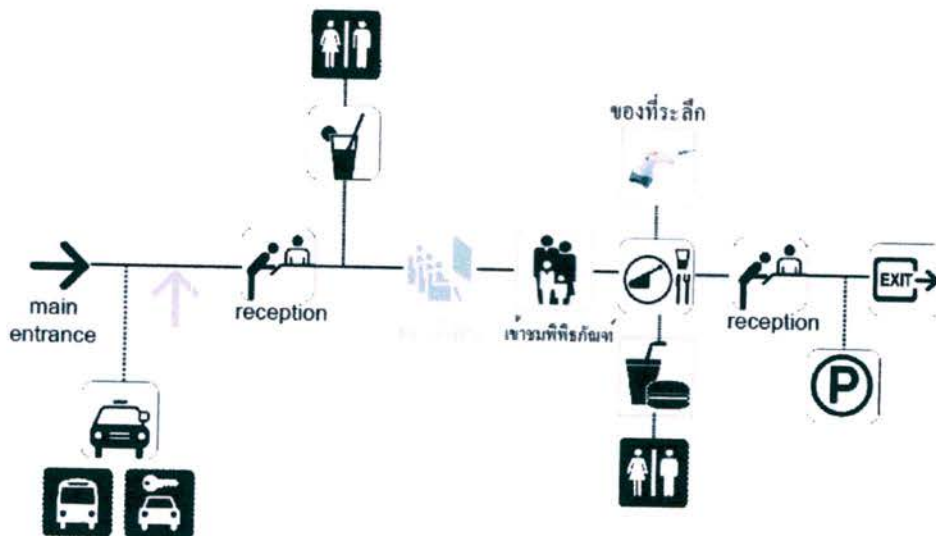 ของที่ระลึก
main
entrance
reception
เข้าชมพิพิธภัณฑ์
reception
EXIT
P